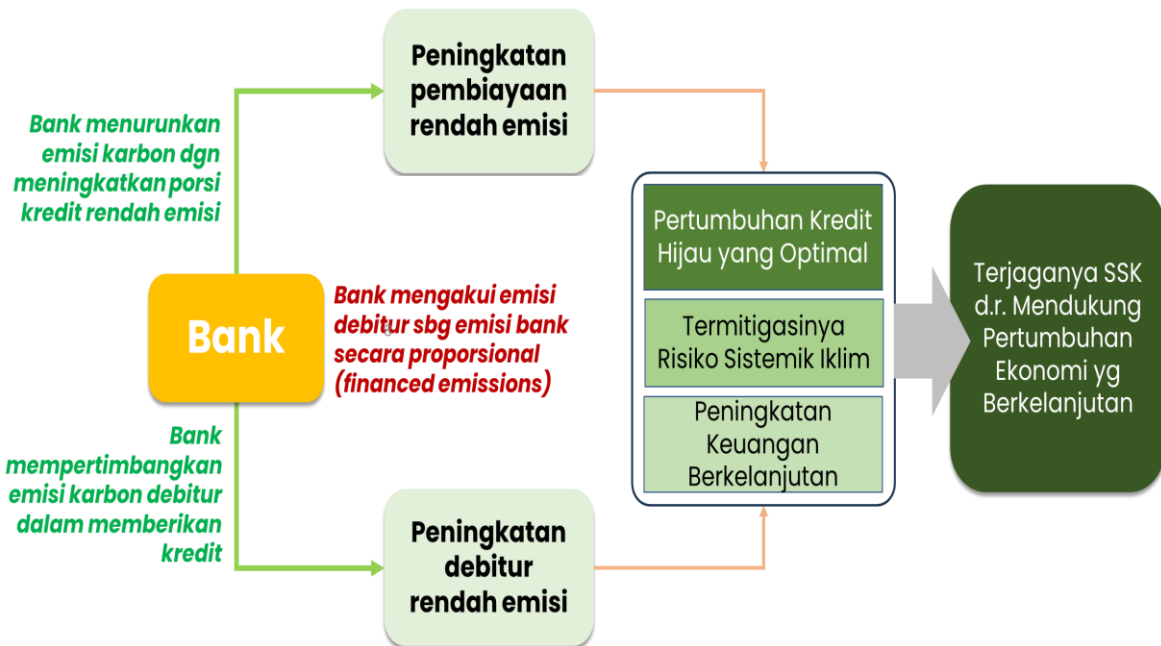 Peningkatan
pembiayaan
rendah emisi
Bank menurunkan
emisi karbon dgn
meningkatkan porsi
kredit rendah emisi
Bank
Bank mengakui emisi
debitur sbg emisi bank
secara proporsional
(financed emissions)
Bank
mempertimbangkan
emisi karbon debitur
dalam memberikan
kredit
Peningkatan
debitur
rendah emisi
Pertumbuhan Kredit
Hijau yang Optimal
Termitigasinya
Risiko Sistemik Iklim
Peningkatan
Keuangan
Berkelanjutan
Terjaganya SSK
d.r. Mendukung
Pertumbuhan
Ekonomi yg
Berkelanjutan